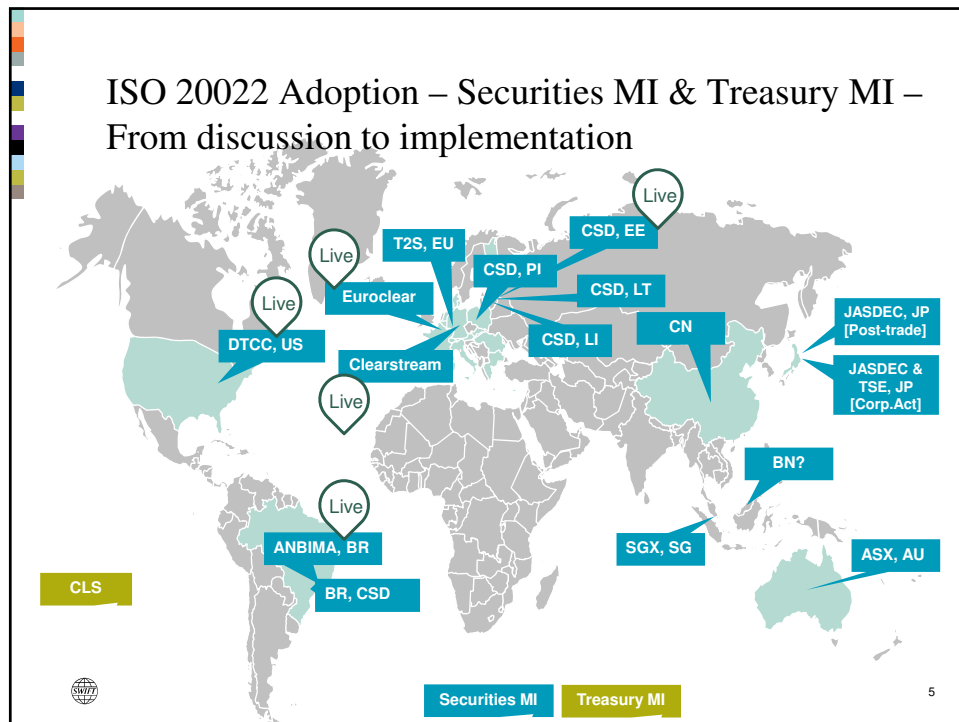 ISO 20022 Adoption – Securities MI & Treasury MI –
From discussion to implementation
Live
CSD, EE
T2S, EU
Live
CSD, PI
CSD, LT
Euroclear
Live
CN
JASDEC, JP
[Post-trade]
DTCC, US
CSD, LI
Clearstream
JASDEC &
TSE, JP
[Corp.Act]
Live
BN?
Live
ANBIMA, BR
SGX, SG
ASX, AU
CLS
BR, CSD
SWIFT
Securities MI
Treasury MI
5